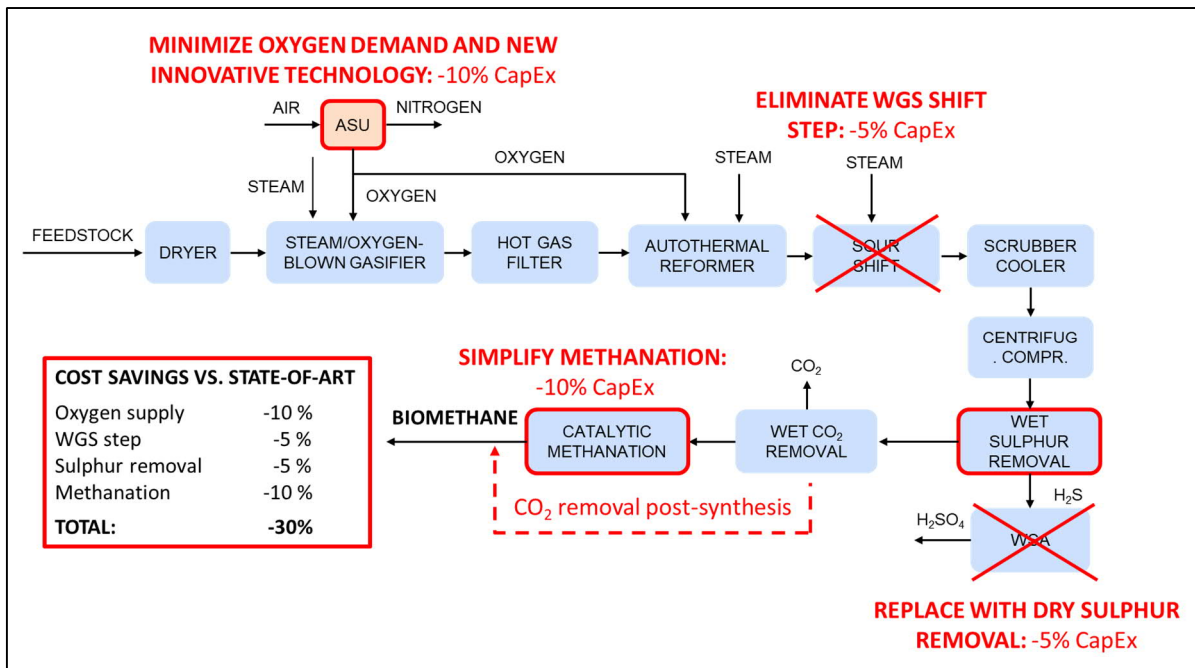 MINIMIZE OXYGEN DEMAND AND NEW
INNOVATIVE TECHNOLOGY: -10% CapEx
AIR
NITROGEN
ASU
ELIMINATE WGS SHIFT
STEP: -5% CapEx
OXYGEN
STEAM
STEAM
STEAM
OXYGEN
FEEDSTOCK
DRYER
STEAM/OXYGEN-
BLOWN GASIFIER
HOT GAS
FILTER
AUTOTHERMAL
REFORMER
SOUR
SHIFT
SCRUBBER
COOLER
CENTRIFUG
. COMPR.
SIMPLIFY METHANATION:
-10% CapEx
CO₂
BIOMETHANE
CATALYTIC
METHANATION
WET CO₂
REMOVAL
WET
SULPHUR
REMOVAL
CO₂ removal post-synthesis
H₂S
H₂SO₄
WSA
REPLACE WITH DRY SULPHUR
REMOVAL: -5% CapEx
COST SAVINGS VS. STATE-OF-ART
Oxygen supply -10 %
WGS step -5 %
Sulphur removal -5 %
Methanation -10 %
TOTAL: -30%